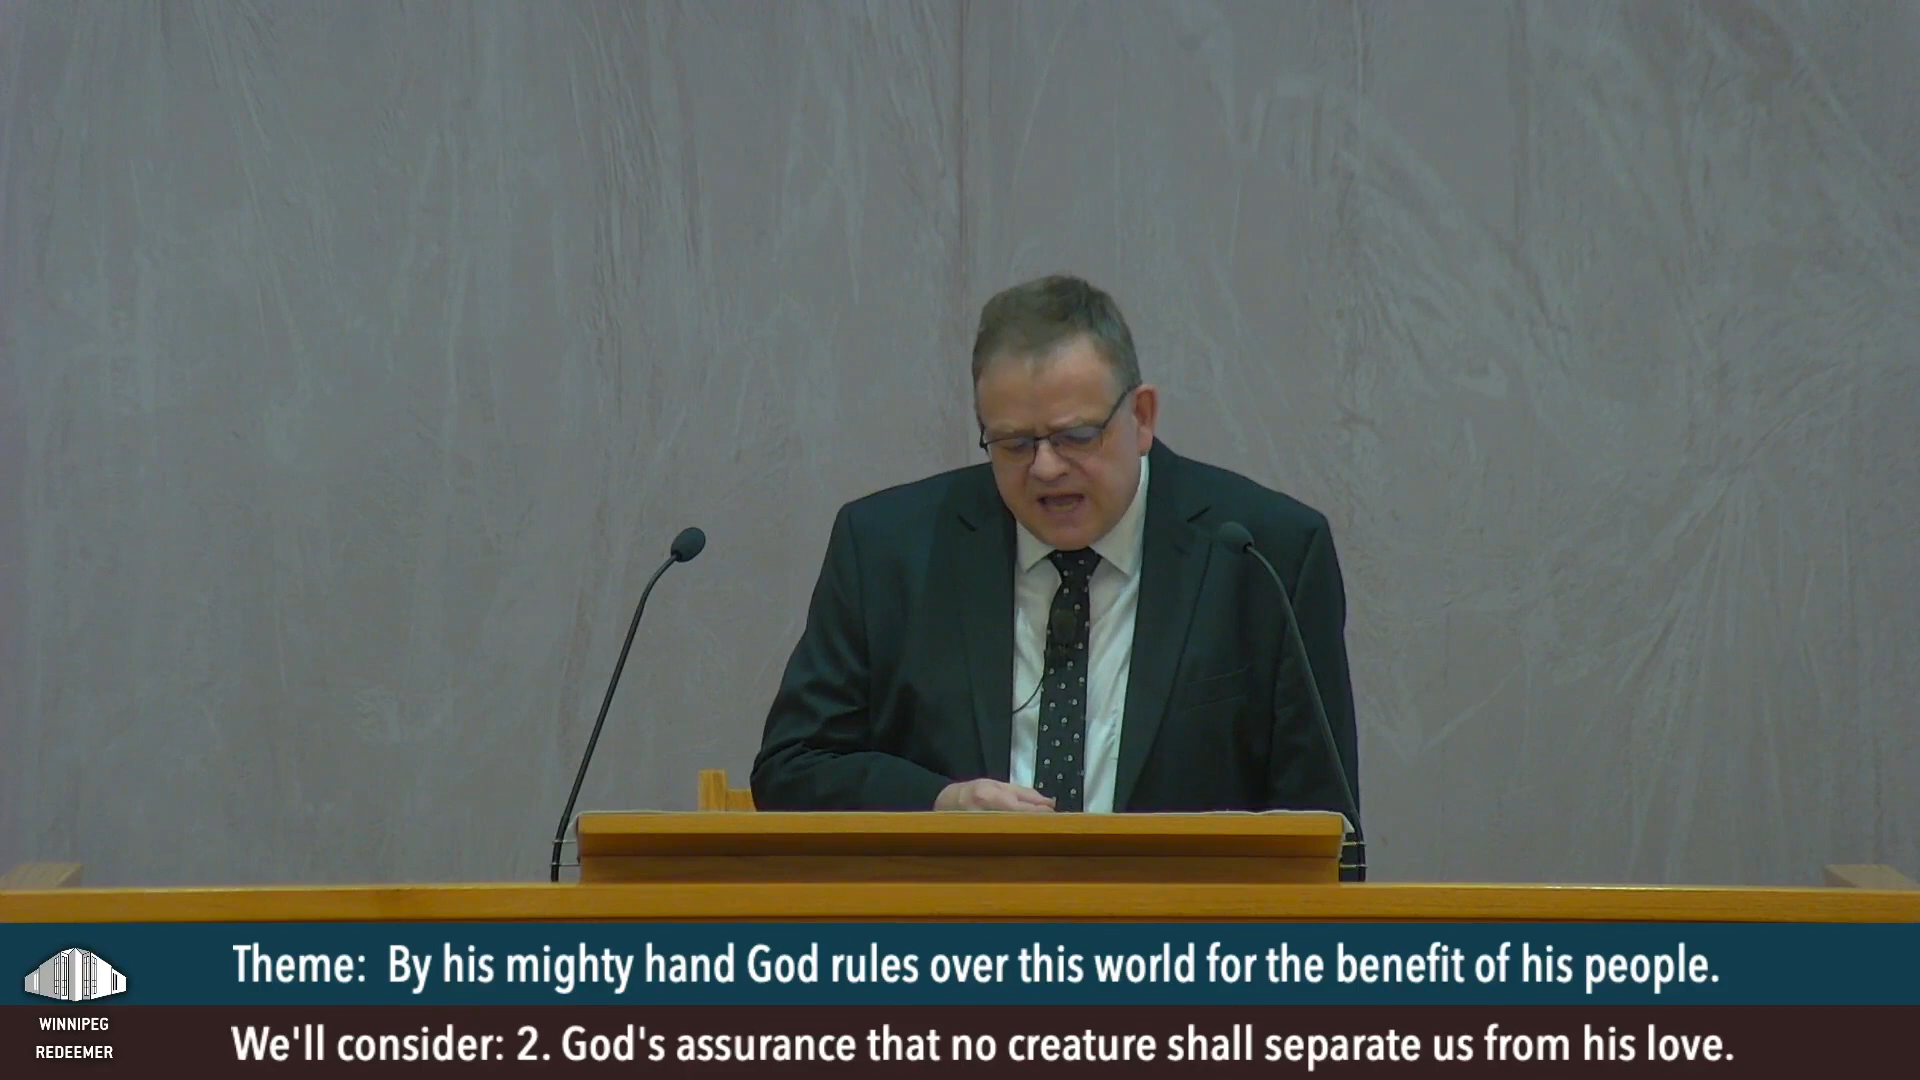 Theme:  By his mighty hand God rules over this world for the benefit of his people.
WINNIPEG
REDEEMER
We'll consider: 2. God's assurance that no creature shall separate us from his love.